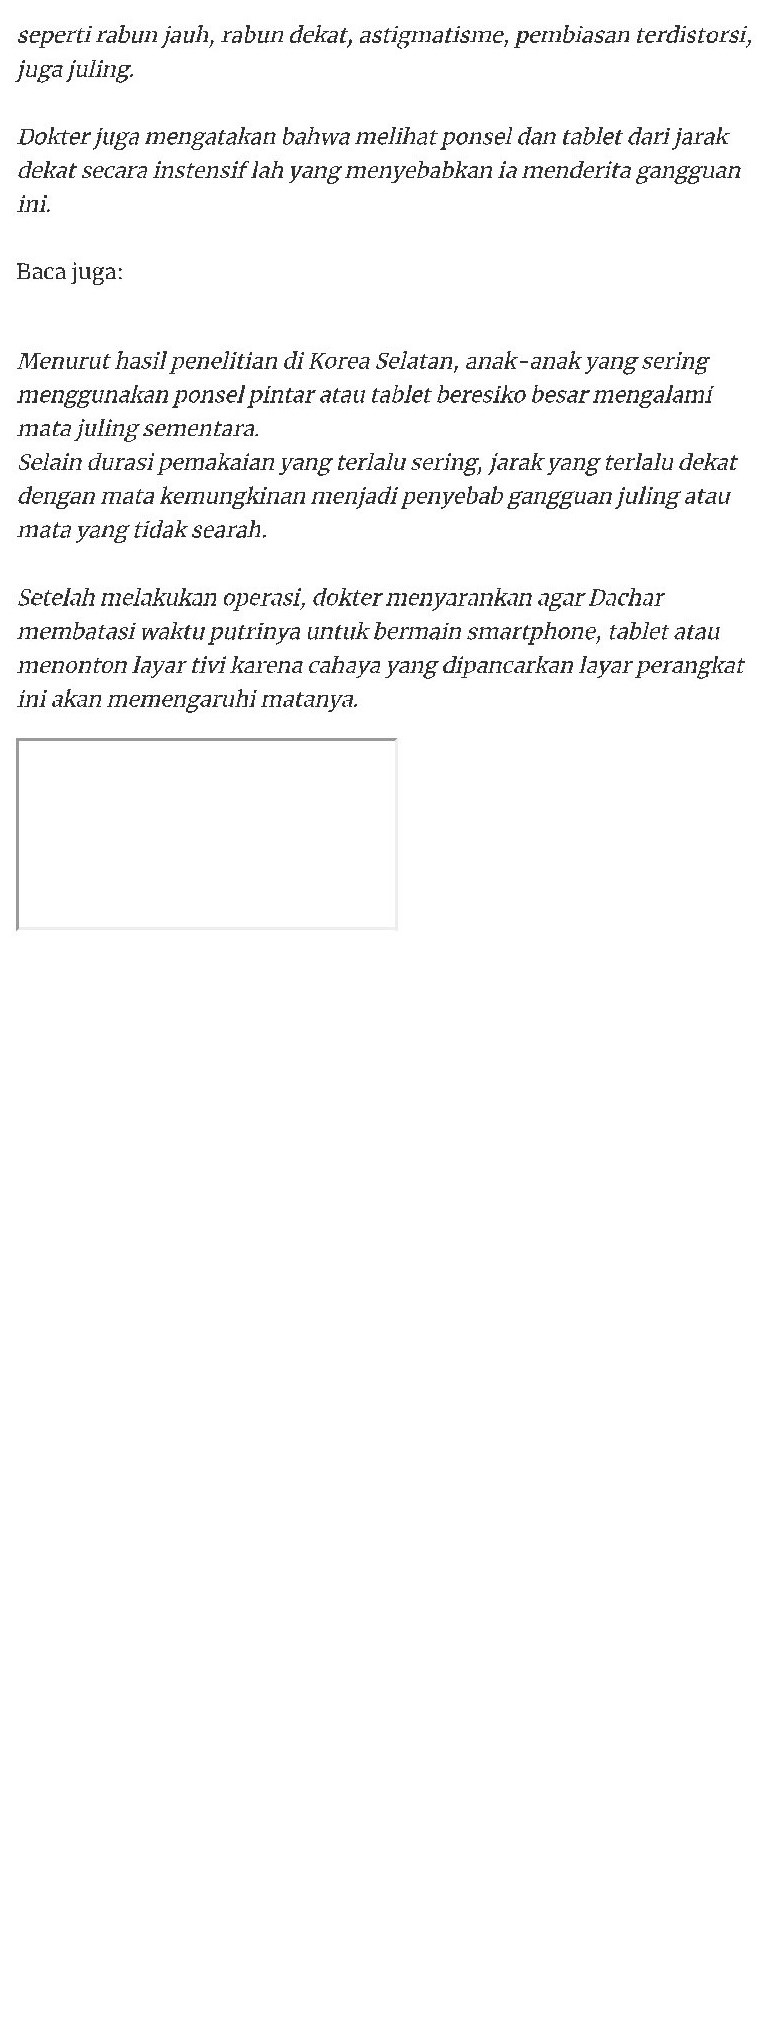 seperti rabun jauh, rabun dekat, astigmatisme, pembiasan terdistorsi,
juga juling.
Dokter juga mengatakan bahwa melihat ponsel dan tablet dari jarak
dekat secara instensif lah yang menyebabkan ia menderita gangguan
ini.
Baca juga:
Menurut hasil penelitian di Korea Selatan, anak-anak yang sering
menggunakan ponsel pintar atau tablet beresiko besar mengalami
mata juling sementara.
Selain durasi pemakaian yang terlalu sering, jarak yang terlalu dekat
dengan mata kemungkinan menjadi penyebab gangguan juling atau
mata yang tidak searah.
Setelah melakukan operasi, dokter menyarankan agar Dachar
membatasi waktu putrinya untuk bermain smartphone, tablet atau
menonton layar tivi karena cahaya yang dipancarkan layar perangkat
ini akan memengaruhi matanya.